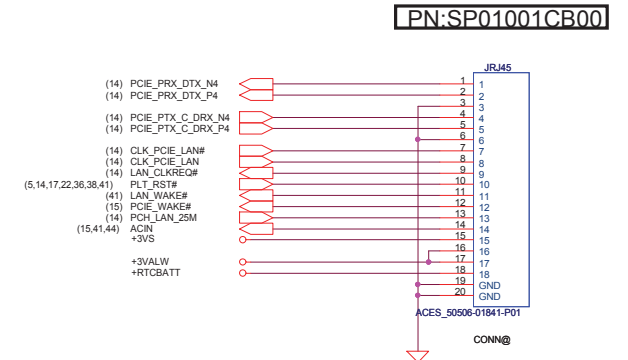 PN:SP01001CB00
JRJ45
(14) PCIE_PRX_DTX_N4 1 1
(14) PCIE_PRX_DTX_P4 2 2
3 3
(14) PCIE_PTX_C_DRX_N4 4 4
(14) PCIE_PTX_C_DRX_P4 5 5
6 6
(14) CLK_PCIE_LAN# 7 7
(14) CLK_PCIE_LAN 8 8
(14) LAN_CLKREQ# 9 9
(5,14,17,22,36,38,41) PLT_RST# 10 10
(41) LAN_WAKE# 11 11
(15) PCIE_WAKE# 12 12
(14) PCH_LAN_25M 13 13
(15,41,44) ACIN 14 14
+3VS 15 15
16 16
+3VALW 17 17
+RTCBATT 18 18
19 GND
20 GND
ACES_50506-01841-P01
CONN@